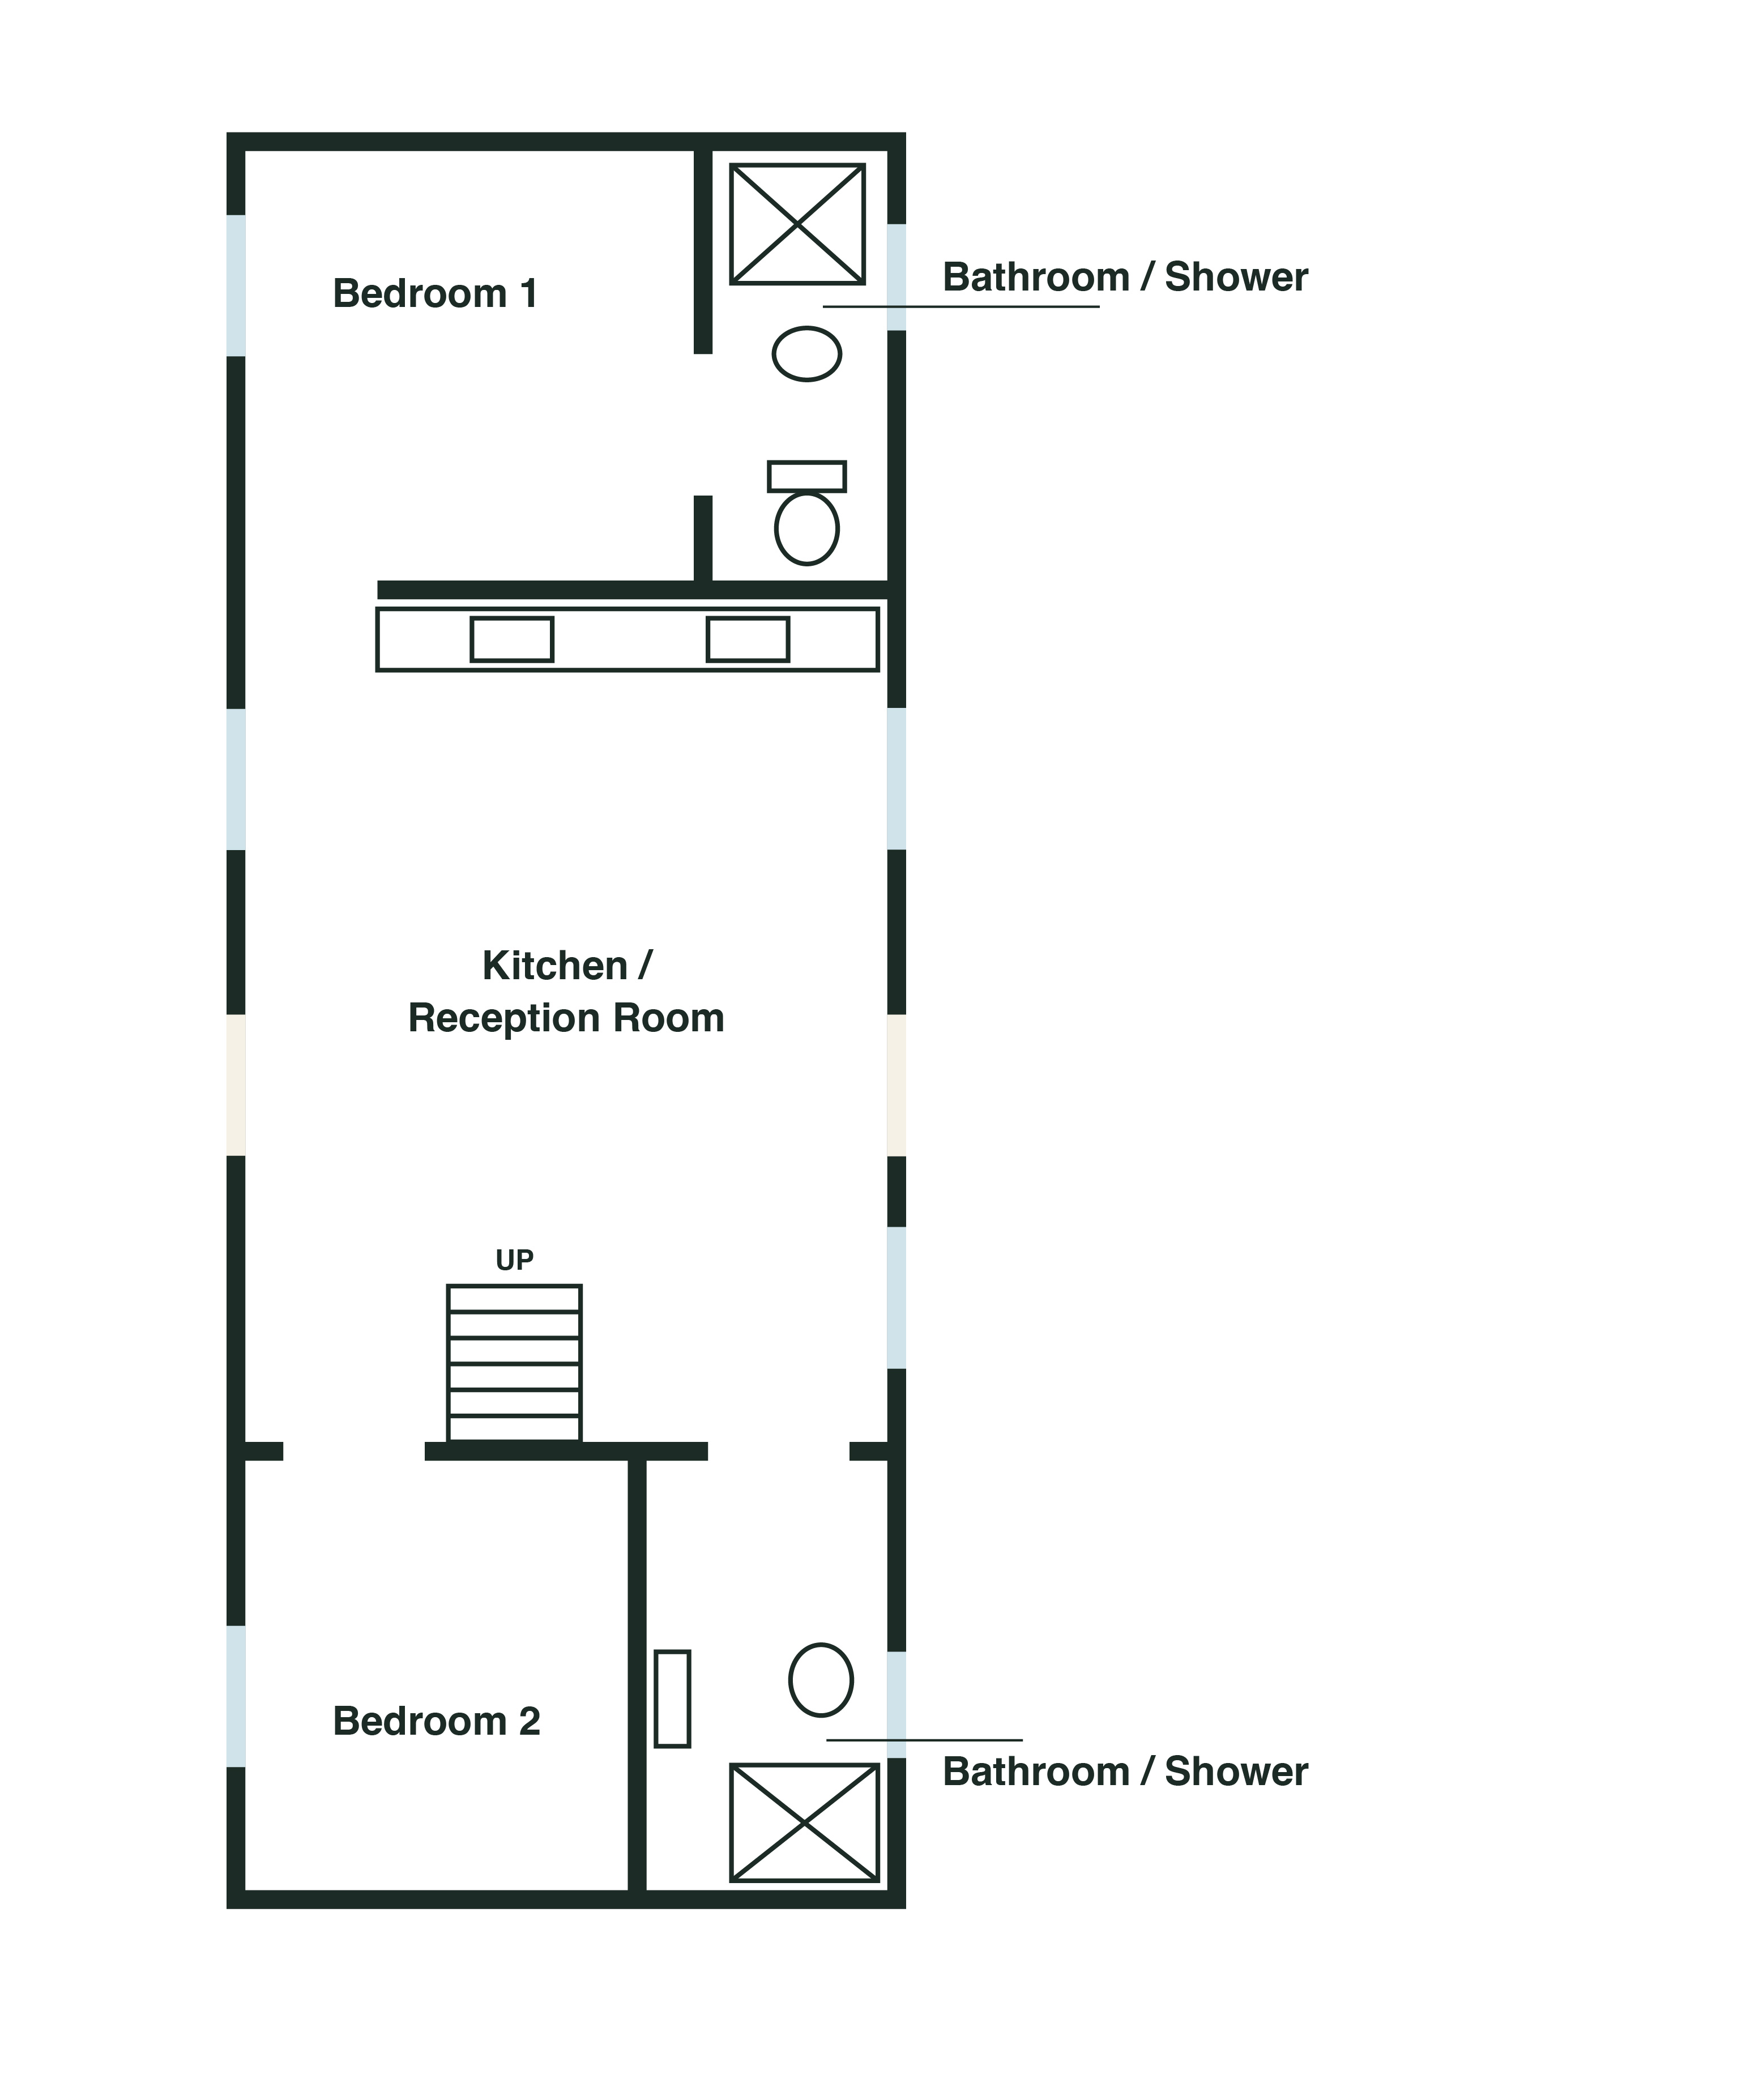 Bedroom 1
Bathroom / Shower
Kitchen /
Reception Room
UP
Bedroom 2
Bathroom / Shower